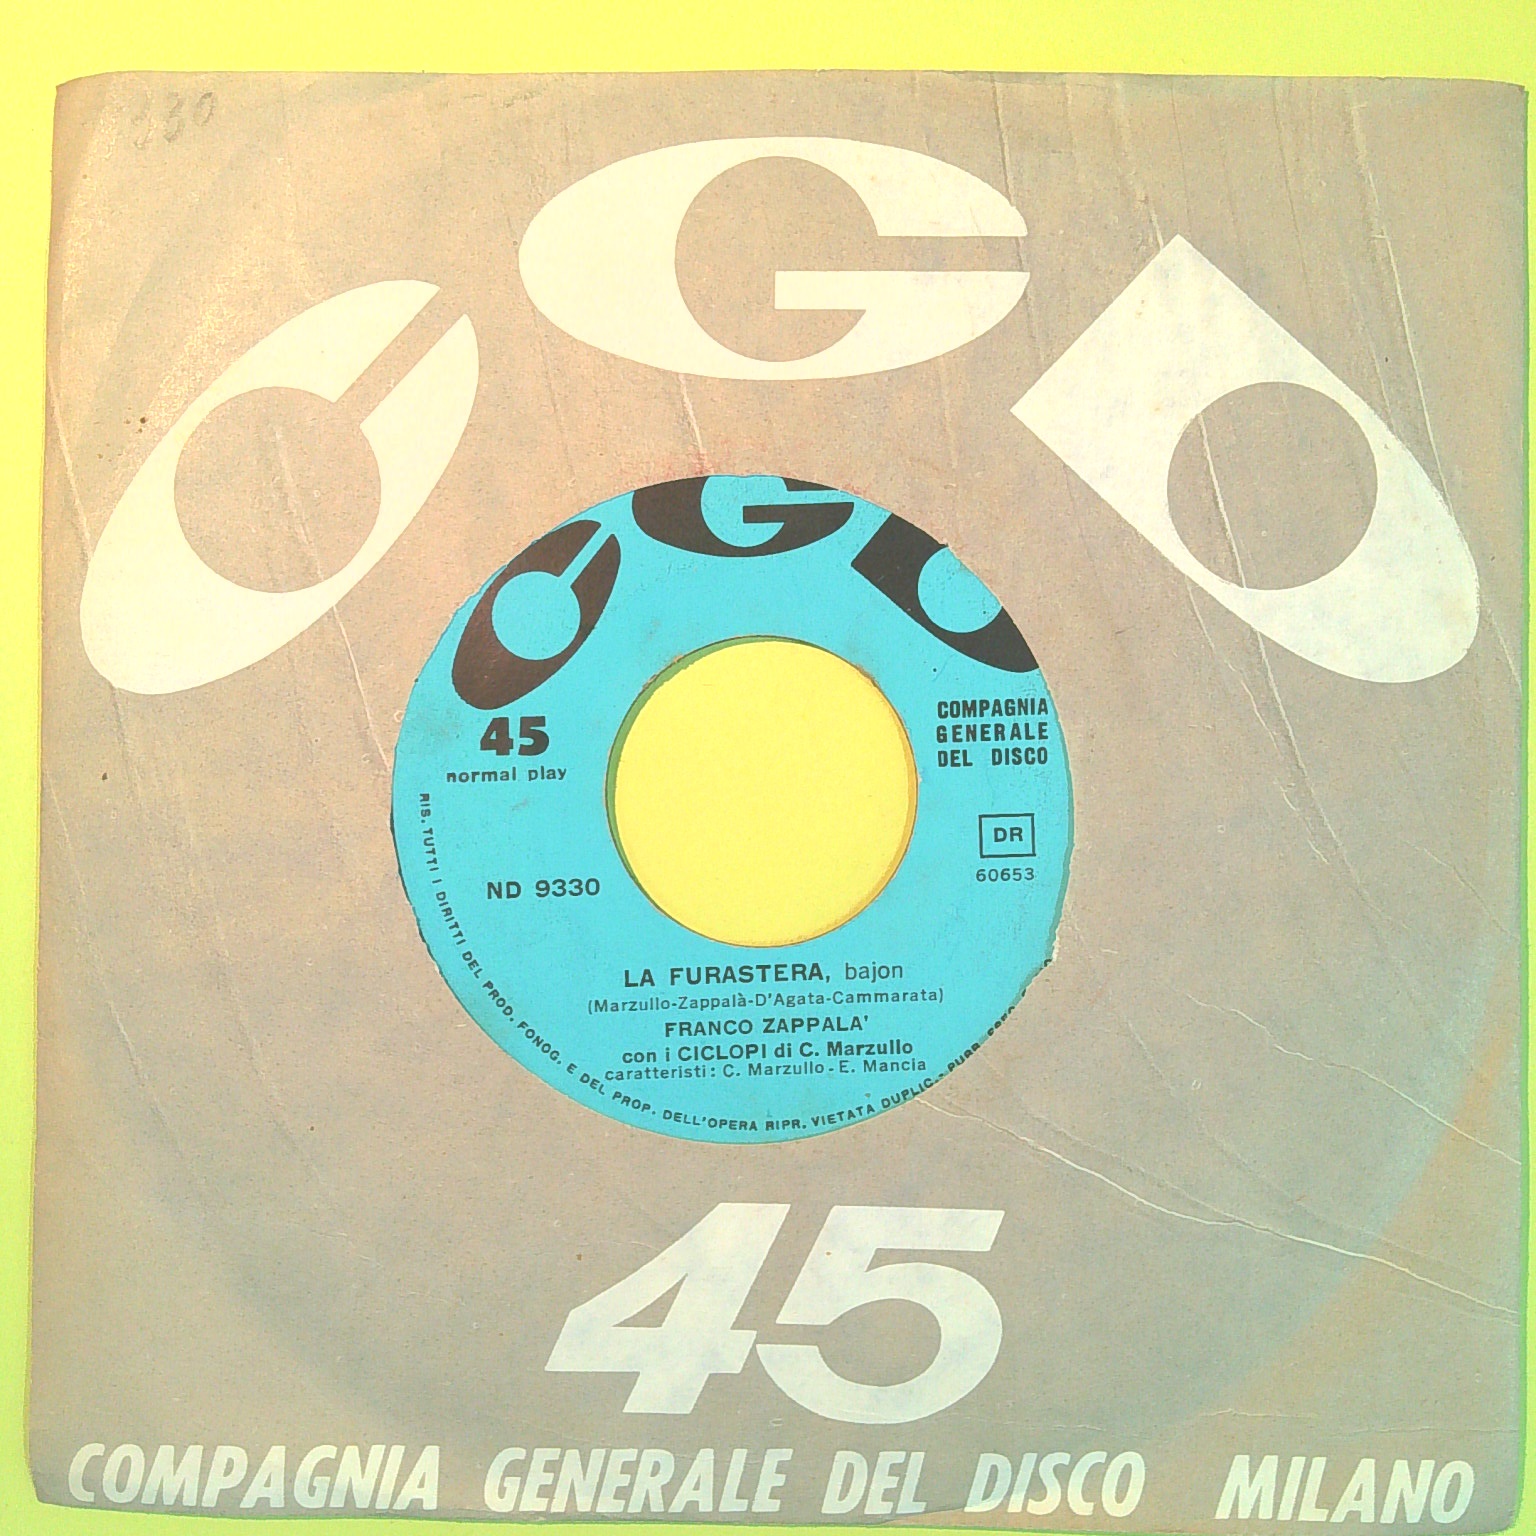 330
CGD
CGD
45
normal play
COMPAGNIA
GENERALE
DEL DISCO
DR
60653
ND 9330
LA FURASTERA, bajon
(Marzullo-Zappalà-D'Agata-Cammarata)
FRANCO ZAPPALA'
con i CICLOPI di C. Marzullo
caratteristi: C. Marzullo - E. Mancia
RIS. TUTTI I DIRITTI DEL PROD. FONOG. E DEL PROP. DELL'OPERA RIPR. VIETATA DUPLIC. - PUBB.
45
COMPAGNIA GENERALE DEL DISCO MILANO